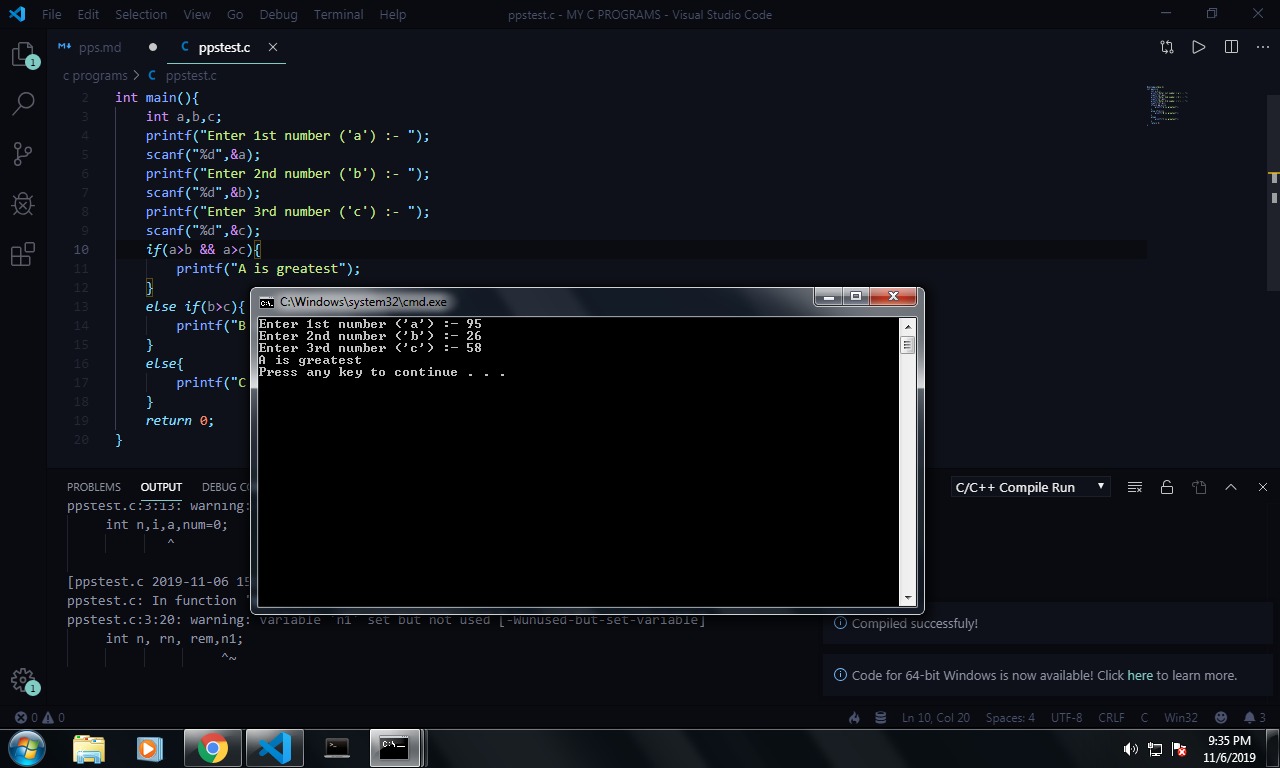 File Edit Selection View Go Debug Terminal Help ppstest.c - MY C PROGRAMS - Visual Studio Code
pps.md ppstest.c
c programs > C ppstest.c
2 int main(){
3 int a,b,c;
4 printf("Enter 1st number ('a') :- ");
5 scanf("%d",&a);
6 printf("Enter 2nd number ('b') :- ");
7 scanf("%d",&b);
8 printf("Enter 3rd number ('c') :- ");
9 scanf("%d",&c);
10 if(a>b && a>c){
11 printf("A is greatest");
12 }
13 else if(b>c){
14 printf("B
15 }
16 else{
17 printf("C
18 }
19 return 0;
20 }
C:\Windows\system32\cmd.exe
Enter 1st number ('a') :- 95
Enter 2nd number ('b') :- 26
Enter 3rd number ('c') :- 58
A is greatest
Press any key to continue . . .
PROBLEMS OUTPUT DEBUG CO C/C++ Compile Run
ppstest.c:3:13: warning:
int n,i,a,num=0;
^
[ppstest.c 2019-11-06 15
ppstest.c: In function '
ppstest.c:3:20: warning: variable 'n1' set but not used [-Wunused-but-set-variable]
int n, rn, rem,n1;
^~
Compiled successfuly!
Code for 64-bit Windows is now available! Click here to learn more.
1
1
0 0 Ln 10, Col 20 Spaces: 4 UTF-8 CRLF C Win32 3
9:35 PM
11/6/2019